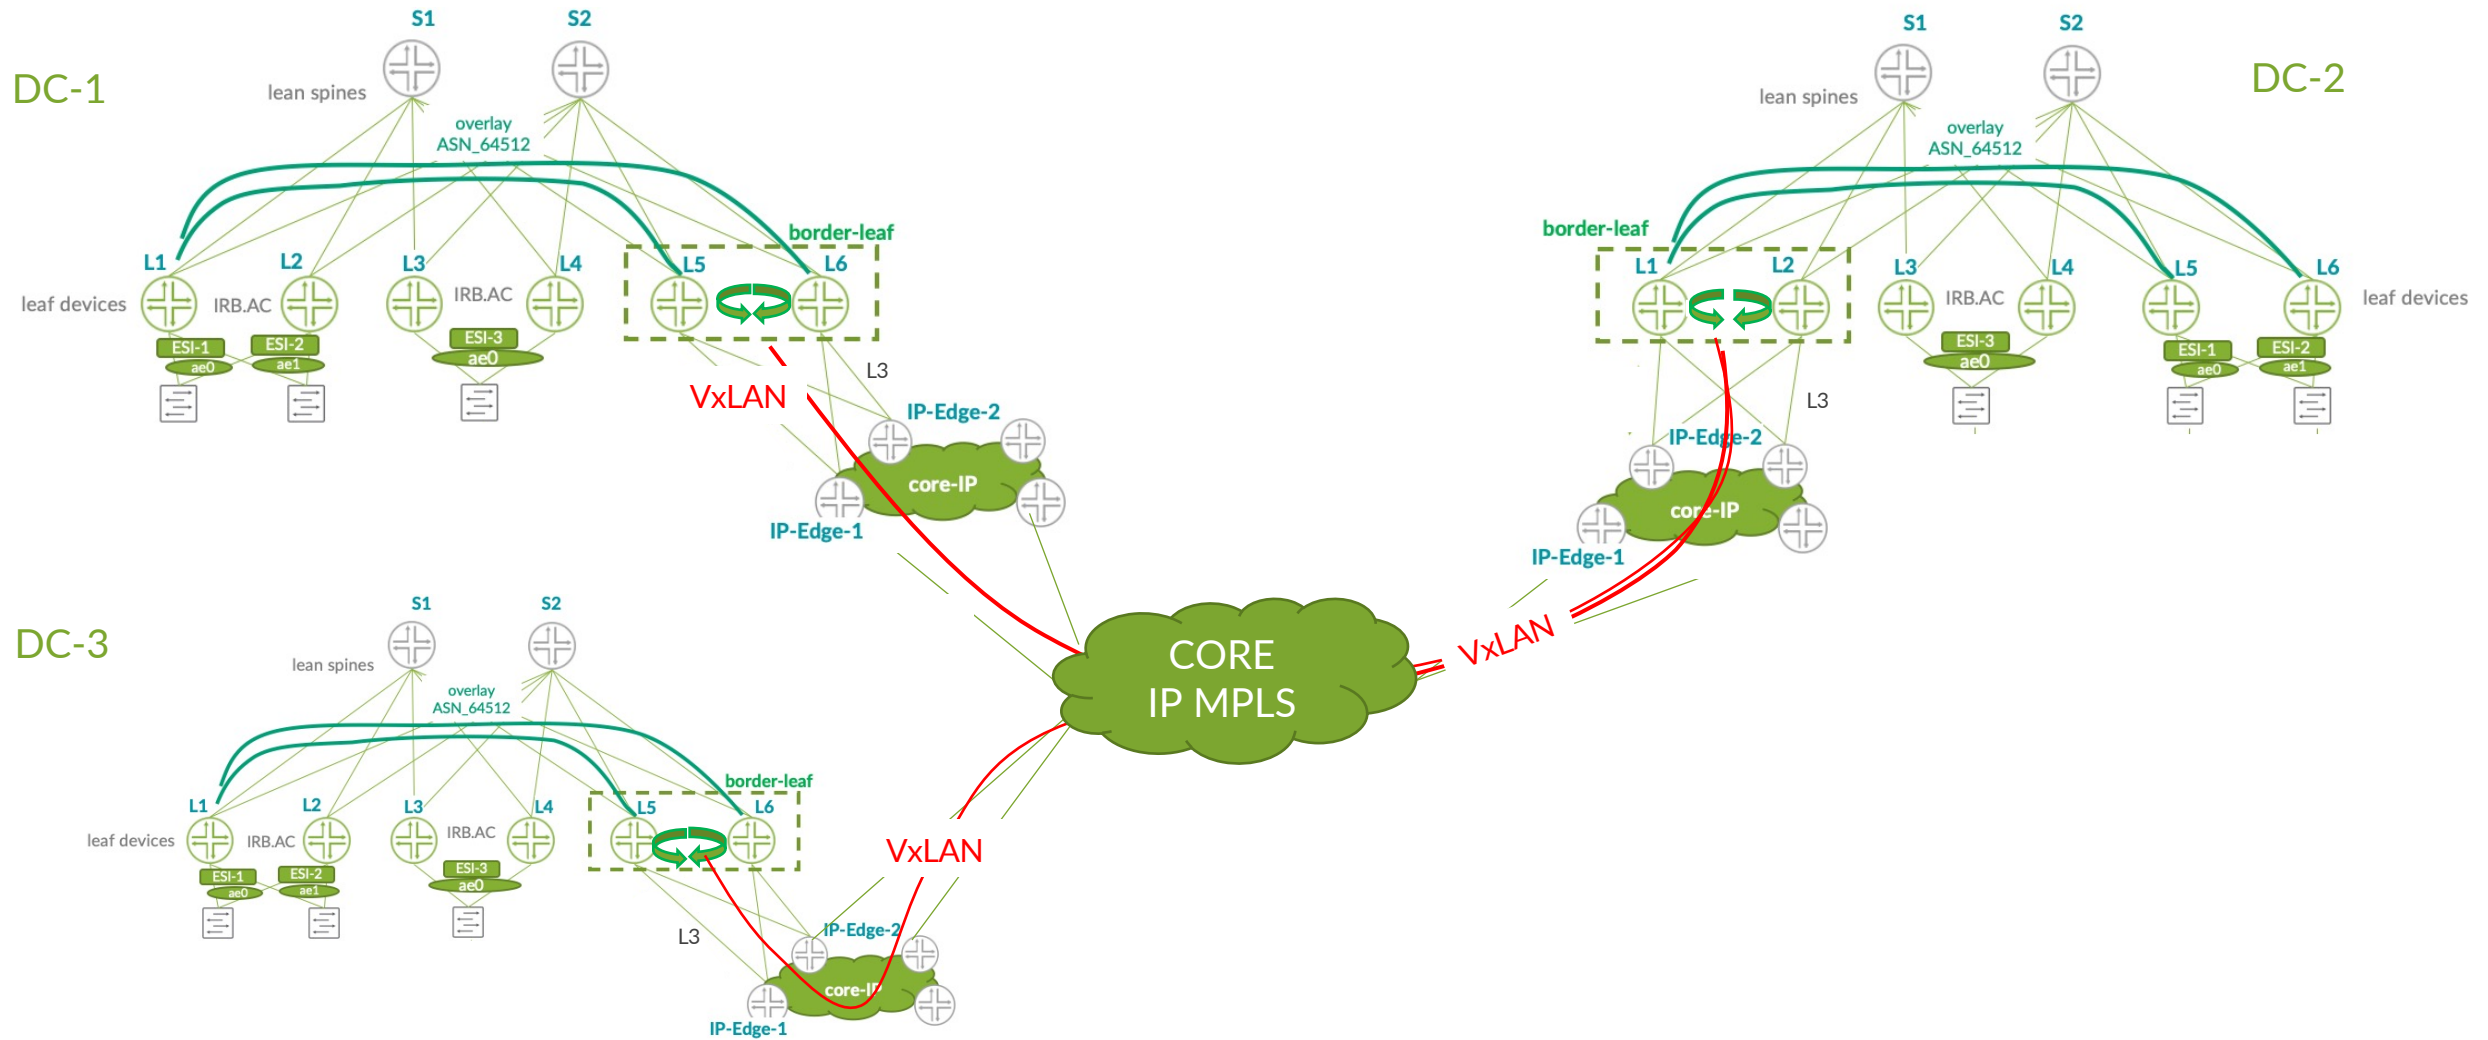 DC-1
S1
S2
lean spines
overlay
ASN_64512
border-leaf
L1
L2
L3
L4
L5
L6
leaf devices
IRB.AC
IRB.AC
ESI-1
ESI-2
ESI-3
ae0
ae1
ae0
VxLAN
L3
IP-Edge-2
core-IP
IP-Edge-1
DC-2
S1
S2
lean spines
overlay
ASN_64512
border-leaf
L1
L2
L3
L4
L5
L6
IRB.AC
leaf devices
ESI-3
ae0
ESI-1
ESI-2
ae0
ae1
L3
IP-Edge-2
core-IP
IP-Edge-1
VxLAN
CORE
IP MPLS
DC-3
S1
S2
lean spines
overlay
ASN_64512
border-leaf
L1
L2
L3
L4
L5
L6
leaf devices
IRB.AC
IRB.AC
ESI-1
ESI-2
ESI-3
ae0
ae1
ae0
VxLAN
L3
IP-Edge-2
core-IP
IP-Edge-1